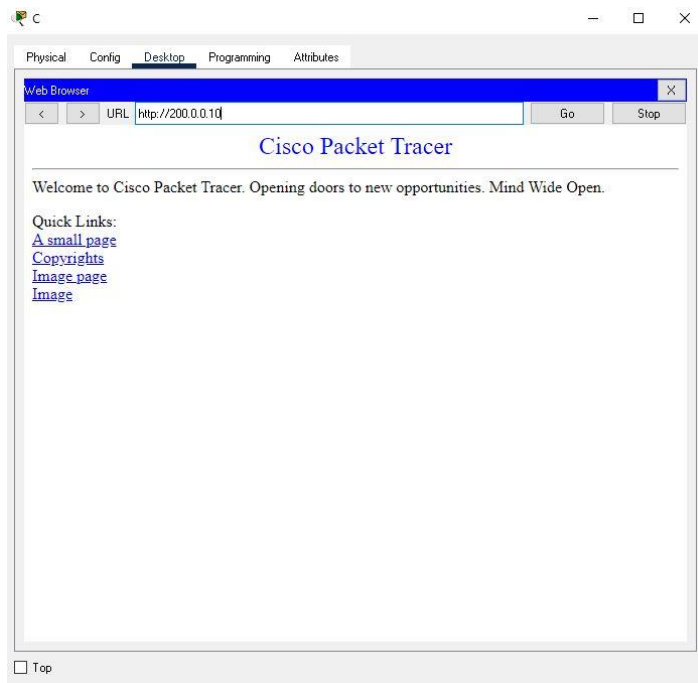 C
Physical Config Desktop Programming Attributes
Web Browser X
< > URL http://200.0.0.10 Go Stop
Cisco Packet Tracer
Welcome to Cisco Packet Tracer. Opening doors to new opportunities. Mind Wide Open.
Quick Links:
A small page
Copyrights
Image page
Image
Top